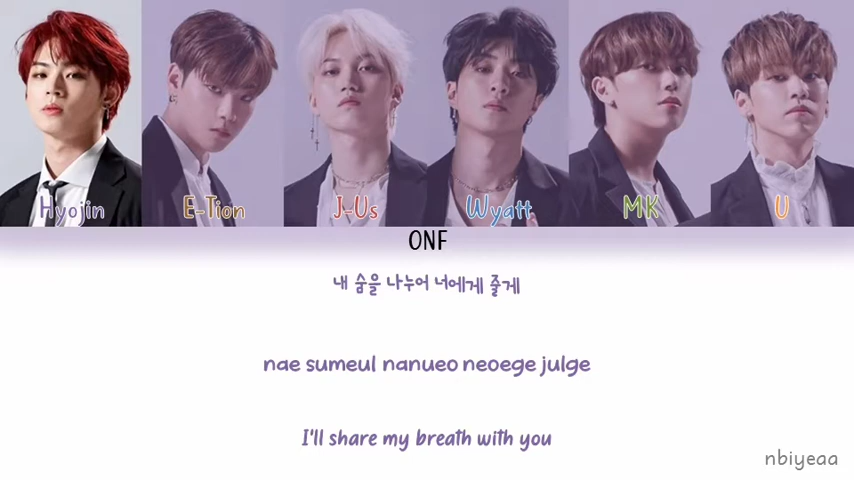 Hyojin E-Tion J-Us Wyatt MK U
ONF
내 숨을 나누어 너에게 줄게
nae sumeul nanueo neoege julge
I'll share my breath with you
nbiyeaa